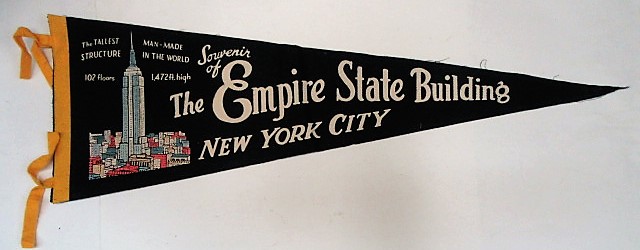 The TALLEST MAN-MADE
STRUCTURE IN THE WORLD
102 floors 1,472 ft. high
Souvenir
of
The Empire State Building
NEW YORK CITY